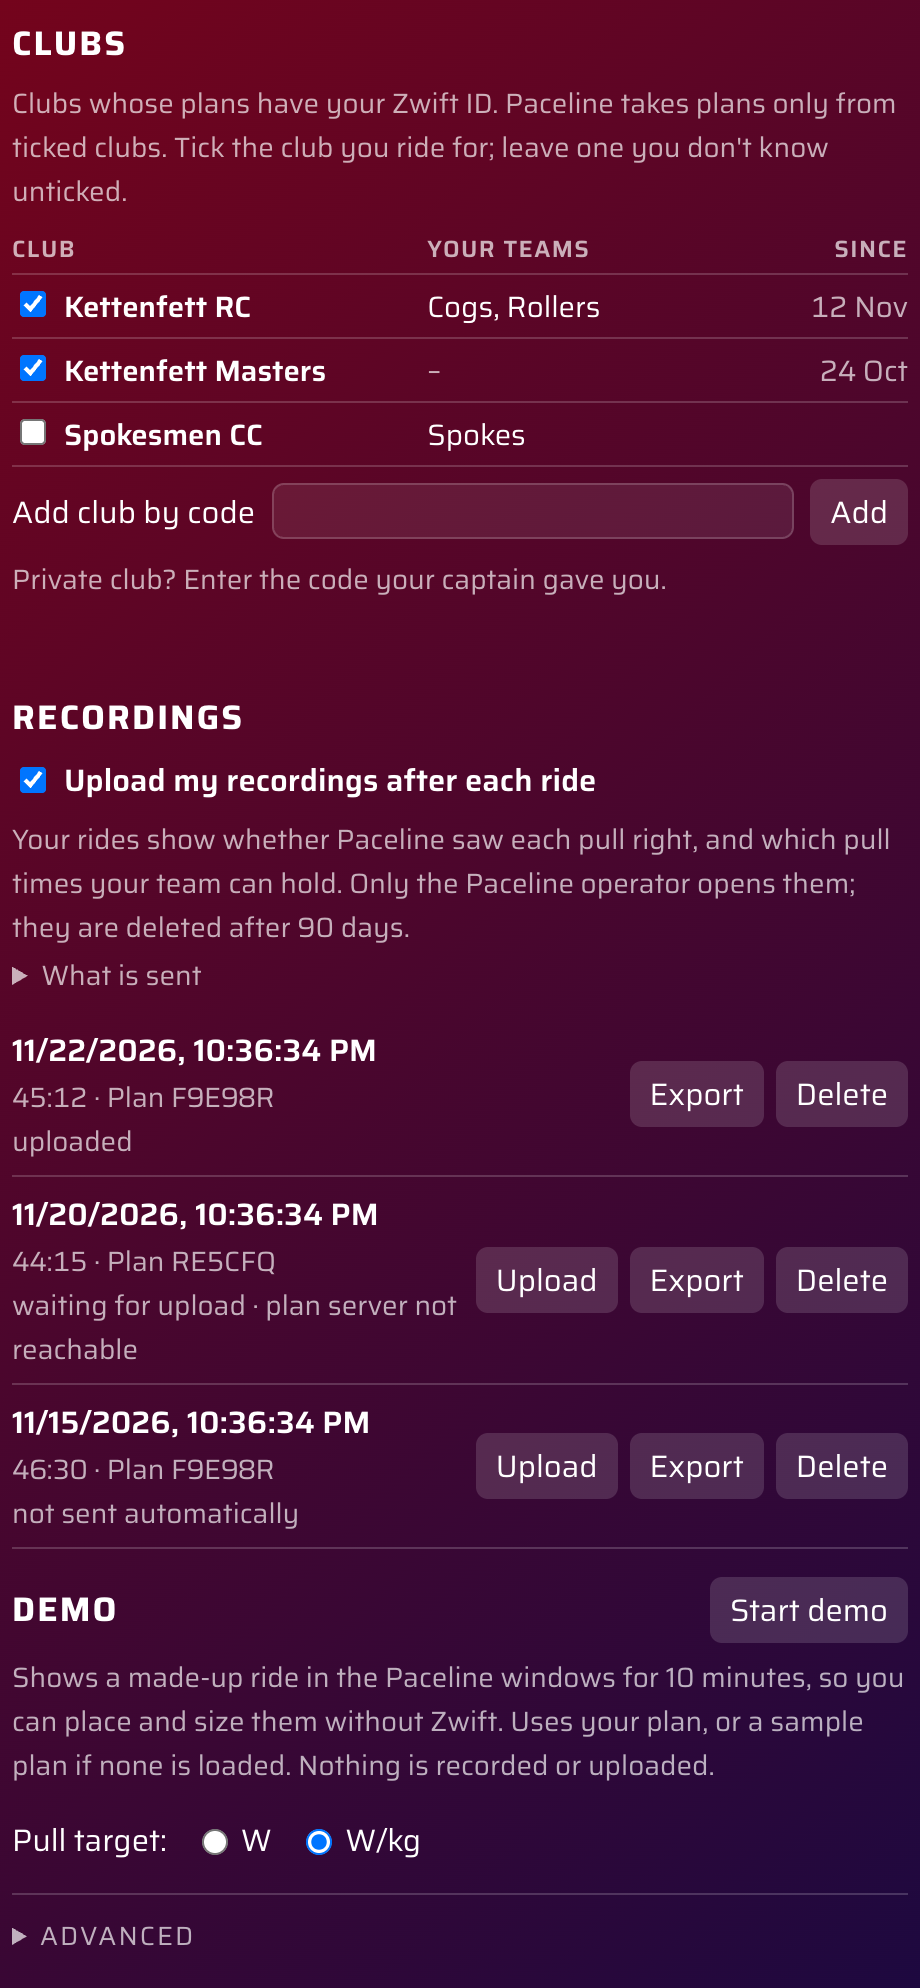 CLUBS
Clubs whose plans have your Zwift ID. Paceline takes plans only from
ticked clubs. Tick the club you ride for; leave one you don't know
unticked.
CLUB YOUR TEAMS SINCE
Kettenfett RC Cogs, Rollers 12 Nov
Kettenfett Masters – 24 Oct
Spokesmen CC Spokes
Add club by code Add
Private club? Enter the code your captain gave you.
RECORDINGS
Upload my recordings after each ride
Your rides show whether Paceline saw each pull right, and which pull
times your team can hold. Only the Paceline operator opens them;
they are deleted after 90 days.
What is sent
11/22/2026, 10:36:34 PM
45:12 · Plan F9E98R
uploaded
Export Delete
11/20/2026, 10:36:34 PM
44:15 · Plan RE5CFQ
waiting for upload · plan server not
reachable
Upload Export Delete
11/15/2026, 10:36:34 PM
46:30 · Plan F9E98R
not sent automatically
Upload Export Delete
DEMO Start demo
Shows a made-up ride in the Paceline windows for 10 minutes, so you
can place and size them without Zwift. Uses your plan, or a sample
plan if none is loaded. Nothing is recorded or uploaded.
Pull target: W W/kg
ADVANCED